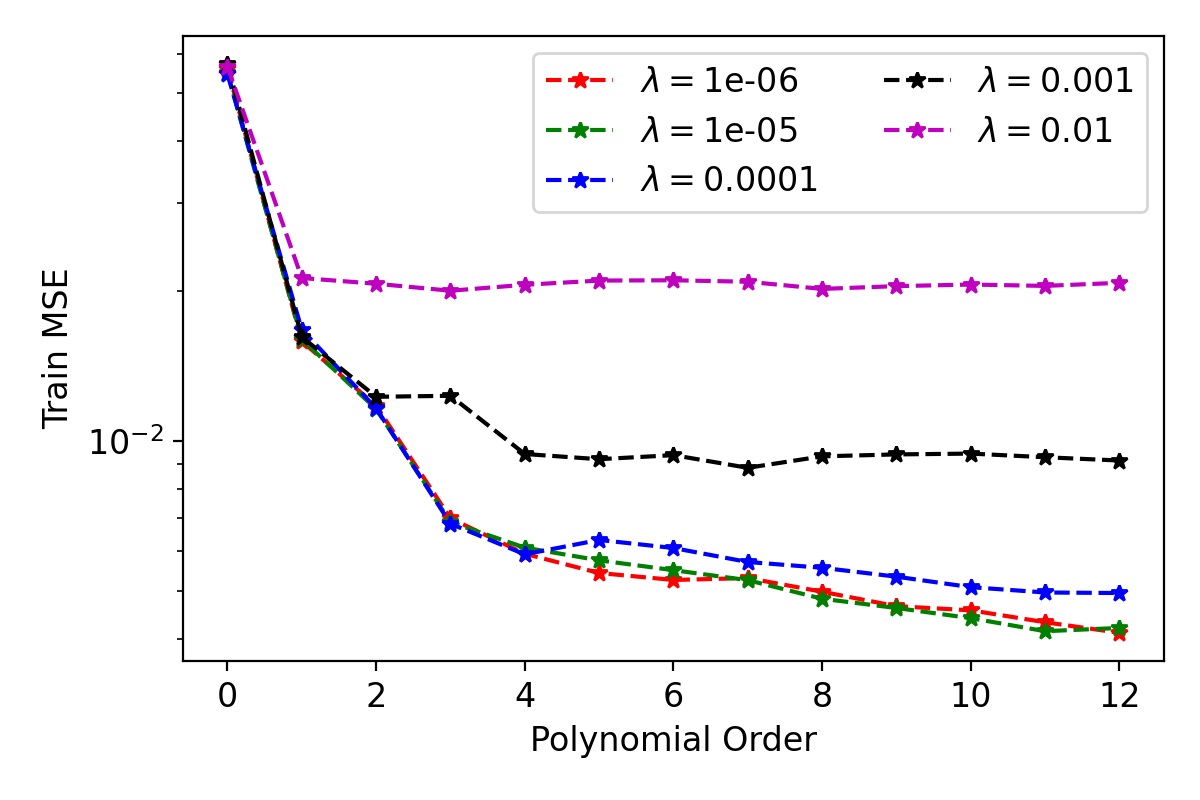 λ = 1e-06
λ = 1e-05
λ = 0.0001
λ = 0.001
λ = 0.01
Train MSE
10⁻²
0 2 4 6 8 10 12
Polynomial Order